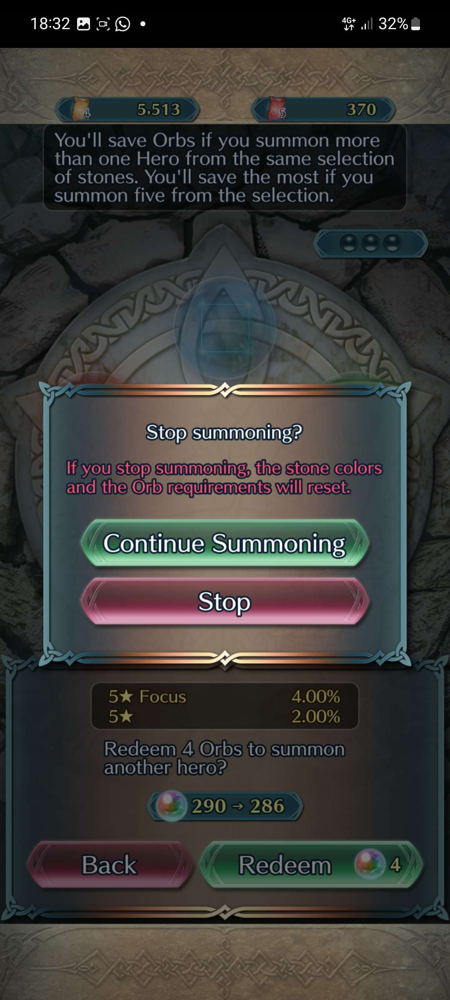 18:32
4G+
32%
4 5,513
5 370
You'll save Orbs if you summon more
than one Hero from the same selection
of stones. You'll save the most if you
summon five from the selection.
Stop summoning?
If you stop summoning, the stone colors
and the Orb requirements will reset.
Continue Summoning
Stop
5★ Focus 4.00%
5★ 2.00%
Redeem 4 Orbs to summon
another hero?
290 → 286
Back
Redeem 4